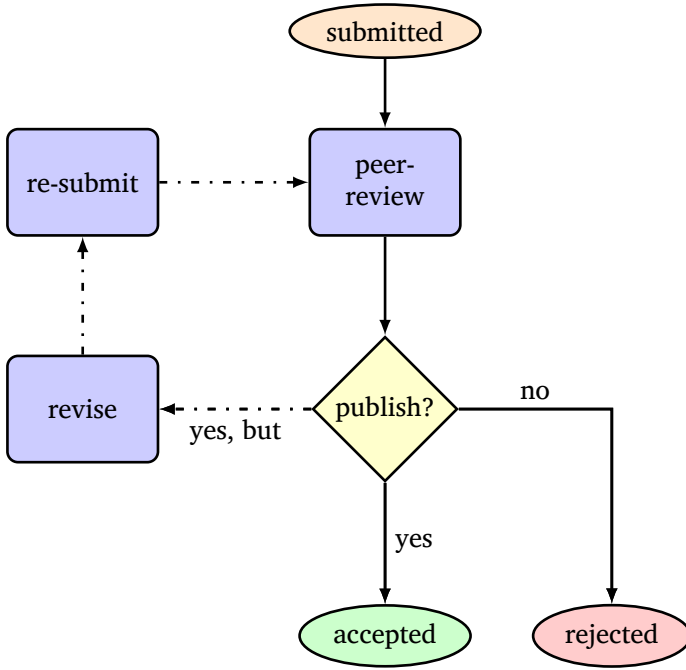 submitted
re-submit
peer-
review
revise
publish?
no
yes, but
yes
accepted
rejected